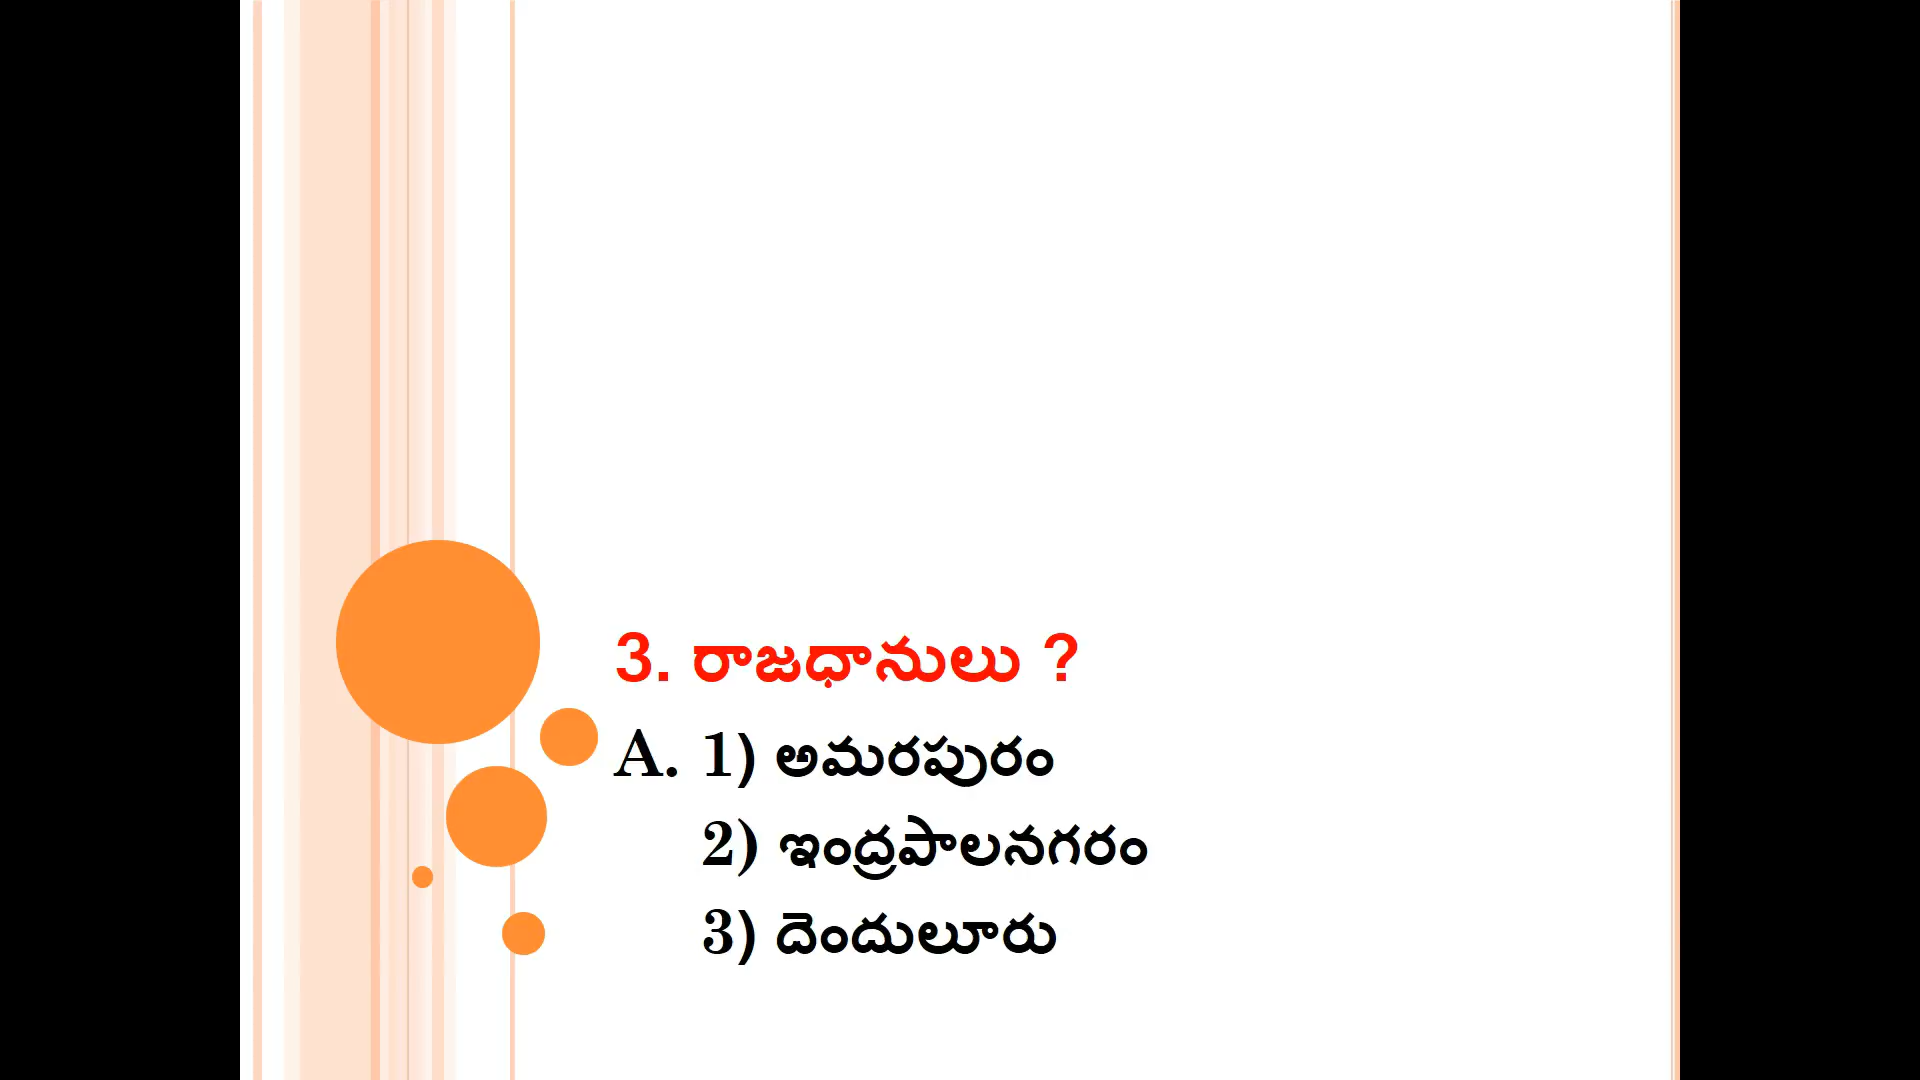 3. రాజధానులు ?
A. 1) అమరపురం
2) ఇంద్రపాలనగరం
3) దెందులూరు